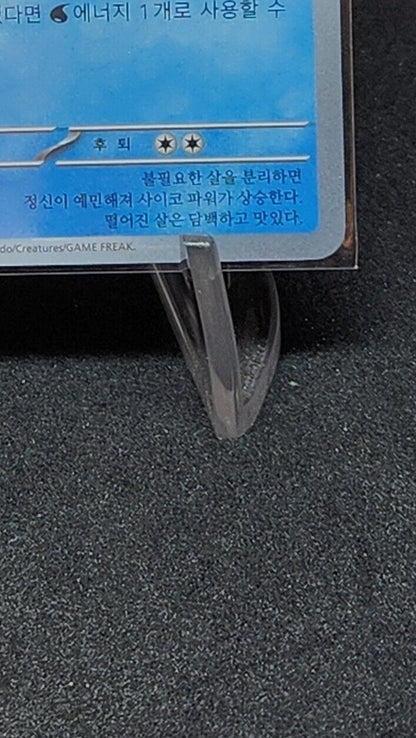 다면 에너지 1개로 사용할 수
후퇴
불필요한 살을 분리하면
정신이 예민해져 사이코 파워가 상승한다.
떨어진 살은 담백하고 맛있다.
do/Creatures/GAME FREAK.